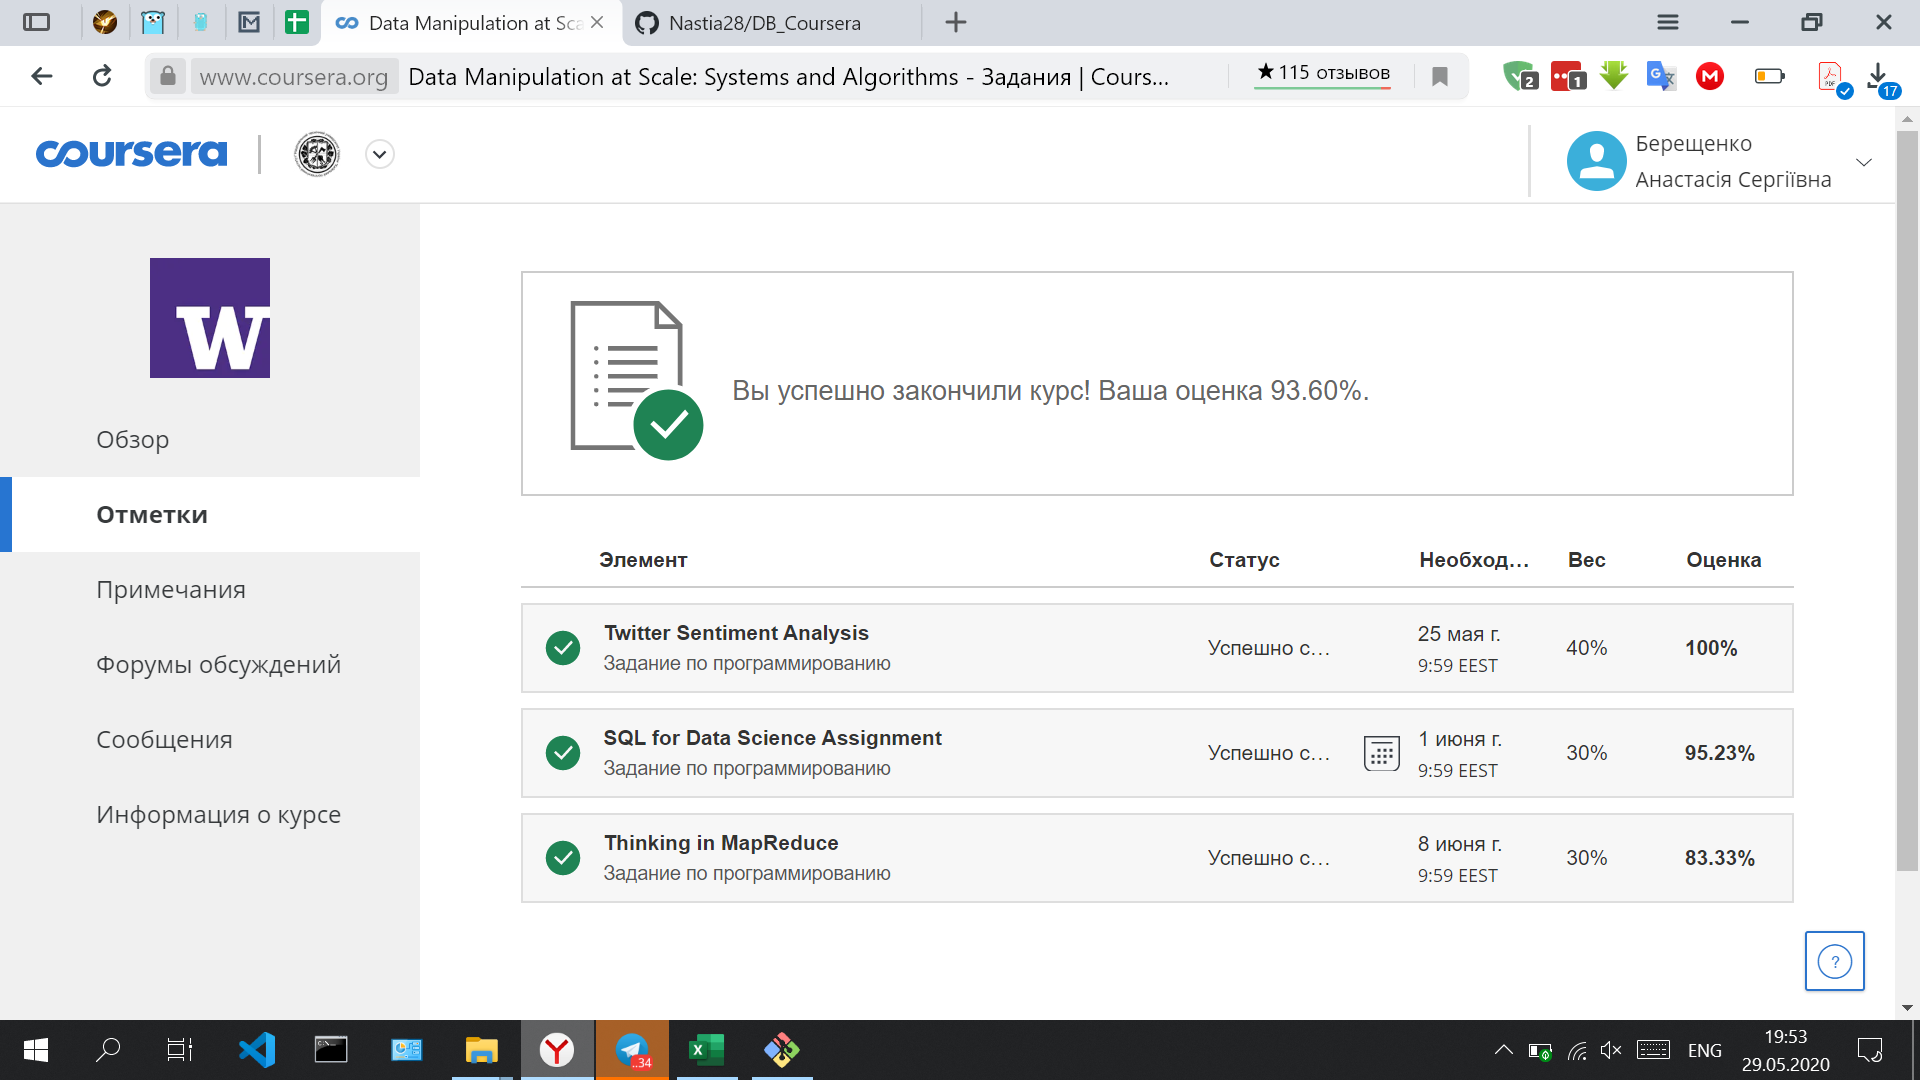 Data Manipulation at Sca
Nastia28/DB_Coursera
www.coursera.org Data Manipulation at Scale: Systems and Algorithms - Задания | Cours...
★ 115 отзывов
2
1
17
coursera
Берещенко
Анастасія Сергіївна
W
Обзор
Отметки
Примечания
Форумы обсуждений
Сообщения
Информация о курсе
Вы успешно закончили курс! Ваша оценка 93.60%.
Элемент Статус Необход... Вес Оценка
Twitter Sentiment Analysis
Задание по программированию
Успешно с...
25 мая г.
9:59 EEST
40%
100%
SQL for Data Science Assignment
Задание по программированию
Успешно с...
1 июня г.
9:59 EEST
30%
95.23%
Thinking in MapReduce
Задание по программированию
Успешно с...
8 июня г.
9:59 EEST
30%
83.33%
?
..34
ENG
19:53
29.05.2020